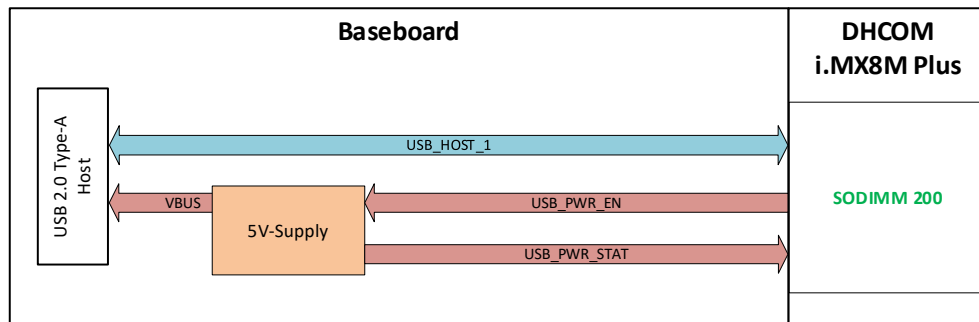 Baseboard
DHCOM
i.MX8M Plus
USB 2.0 Type-A
Host
USB_HOST_1
VBUS
USB_PWR_EN
5V-Supply
USB_PWR_STAT
SODIMM 200